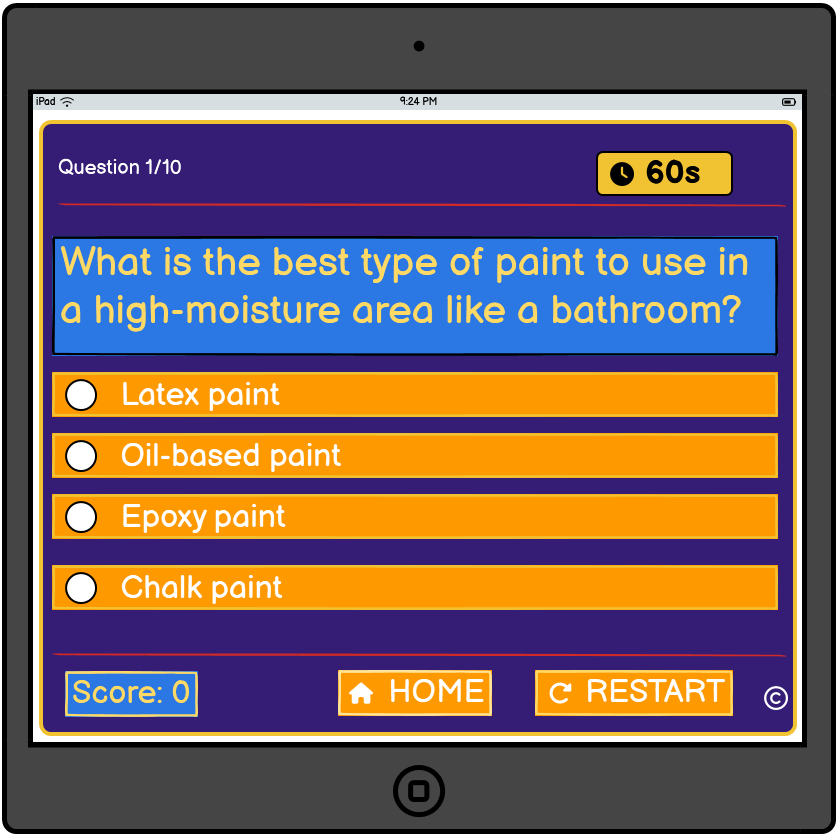 iPad
9:24 PM
Question 1/10
60s
What is the best type of paint to use in
a high-moisture area like a bathroom?
Latex paint
Oil-based paint
Epoxy paint
Chalk paint
Score: 0
HOME
RESTART
©